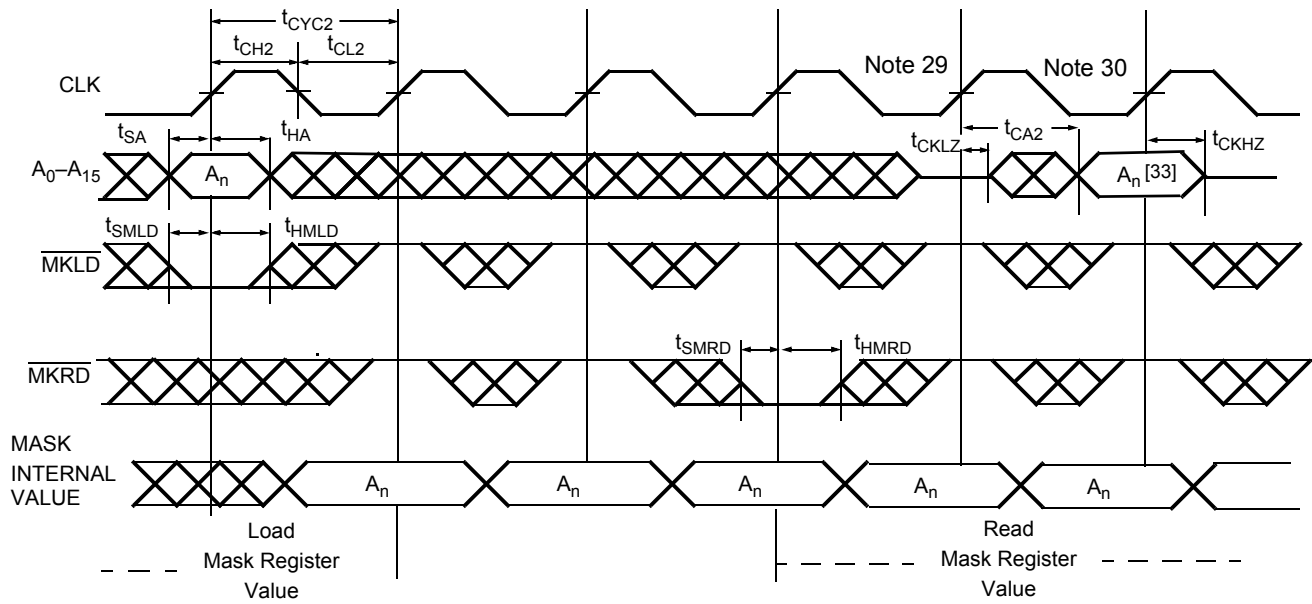 tCYC2
tCH2
tCL2
CLK
Note 29
Note 30
tSA
tHA
tCKLZ
tCA2
tCKHZ
A0–A15
An
An [33]
tSMLD
tHMLD
MKLD
tSMRD
tHMRD
MKRD
MASK
INTERNAL
VALUE
An
An
An
An
An
Load
Mask Register
Value
Read
Mask Register
Value